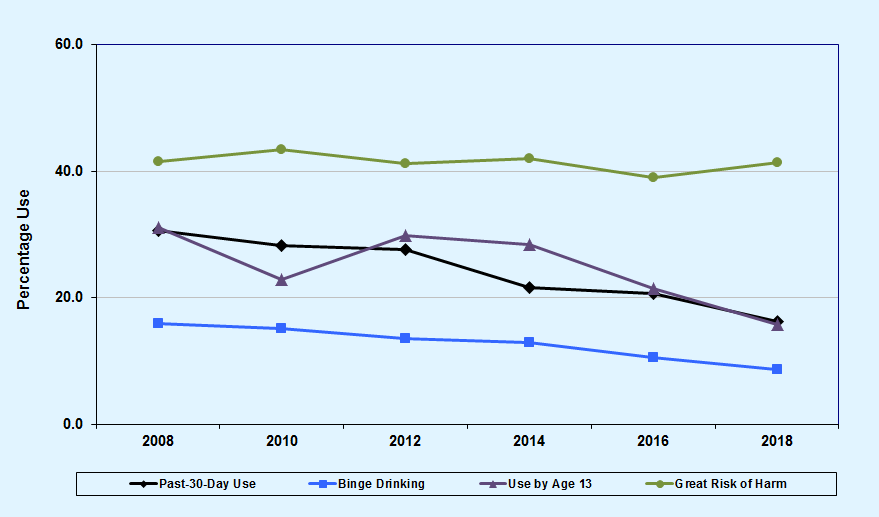 60.0
40.0
20.0
0.0
Percentage Use
2008 2010 2012 2014 2016 2018
Past-30-Day Use Binge Drinking Use by Age 13 Great Risk of Harm